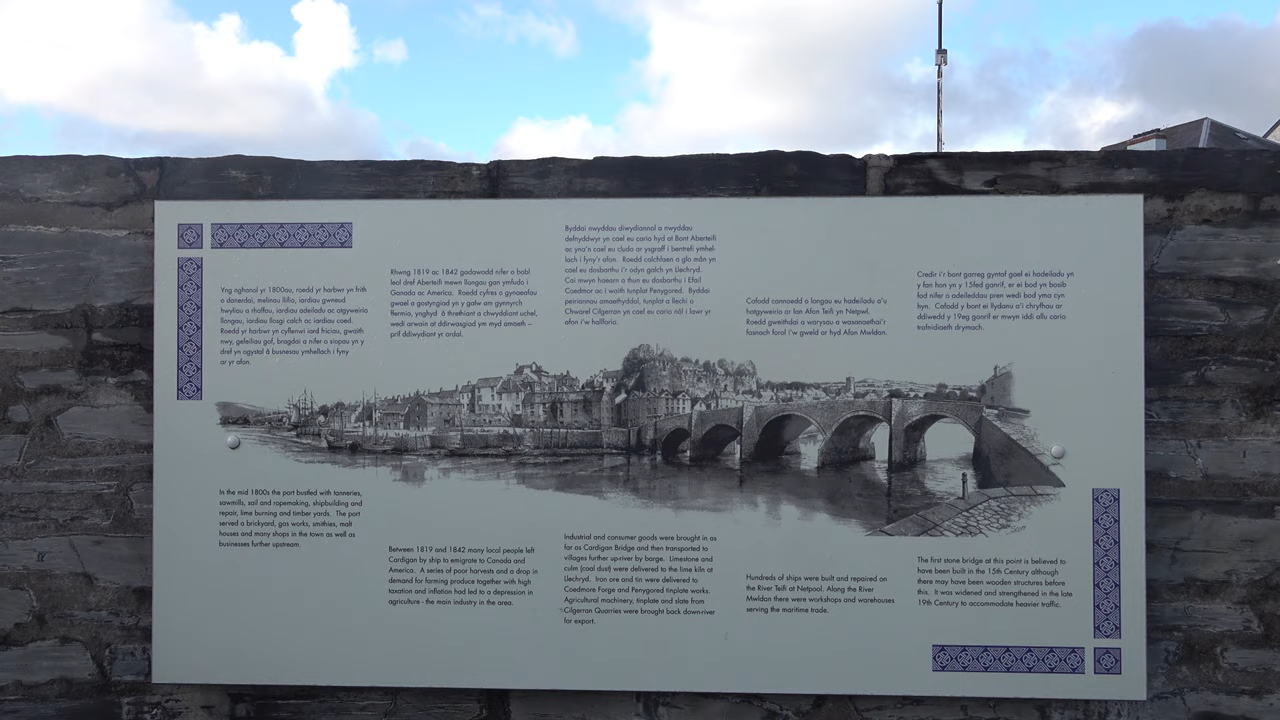 Yng nghanol yr 1800au, roedd yr harbwr yn frith
o danerdai, melinau llifio, iardiau gwneud
hwyliau a rhaffau, iardiau adeiladu ac atgyweirio
llongau, iardiau llosgi calch ac iardiau coed.
Roedd yr harbwr yn cyflenwi iard friciau, gwaith
nwy, gefeiliau gof, bragdai a nifer o siopau yn y
dref yn ogystal â busnesau ymhellach i fyny
ar yr afon.
Rhwng 1819 ac 1842 gadawodd nifer o bobl
leol dref Aberteifi mewn llongau gan ymfudo i
Ganada ac America. Roedd cyfres o gynaeafau
gwael a gostyngiad yn y galw am gynnyrch
ffermio, ynghyd â threthiant a chwyddiant uchel,
wedi arwain at ddirwasgiad ym myd amaeth –
prif ddiwydiant yr ardal.
Byddai nwyddau diwydiannol a nwyddau
defnyddwyr yn cael eu cario hyd at Bont Aberteifi
ac yna'n cael eu cludo ar ysgraff i bentrefi ymhel-
lach i fyny'r afon. Roedd calchfaen a glo mân yn
cael eu dosbarthu i'r odyn galch yn Llechryd.
Cai mwyn haearn a thun eu dosbarthu i Efail
Coedmor ac i waith tunplat Penygored. Byddai
peiriannau amaethyddol, tunplat a llechi o
Chwarel Cilgerran yn cael eu cario nôl i lawr yr
afon i'w hallforio.
Cafodd cannoedd o longau eu hadeiladu a'u
hatgyweirio ar lan Afon Teifi yn Netpwl.
Roedd gweithdai a warysau a wasanaethai'r
fasnach forol i'w gweld ar hyd Afon Mwldan.
Credir i'r bont garreg gyntaf gael ei hadeiladu yn
y fan hon yn y 15fed ganrif, er ei bod yn bosib
fod nifer o adeileddau pren wedi bod yma cyn
hyn. Cafodd y bont ei lledanu a'i chryfhau ar
ddiwedd y 19eg ganrif er mwyn iddi allu cario
trafnidiaeth drymach.
In the mid 1800s the port bustled with tanneries,
sawmills, sail and ropemaking, shipbuilding and
repair, lime burning and timber yards. The port
served a brickyard, gas works, smithies, malt
houses and many shops in the town as well as
businesses further upstream.
Between 1819 and 1842 many local people left
Cardigan by ship to emigrate to Canada and
America. A series of poor harvests and a drop in
demand for farming produce together with high
taxation and inflation had led to a depression in
agriculture - the main industry in the area.
Industrial and consumer goods were brought in as
far as Cardigan Bridge and then transported to
villages further up-river by barge. Limestone and
culm (coal dust) were delivered to the lime kiln at
Llechryd. Iron ore and tin were delivered to
Coedmore Forge and Penygored tinplate works.
Agricultural machinery, tinplate and slate from
Cilgerran Quarries were brought back down-river
for export.
Hundreds of ships were built and repaired on
the River Teifi at Netpool. Along the River
Mwldan there were workshops and warehouses
serving the maritime trade.
The first stone bridge at this point is believed to
have been built in the 15th Century although
there may have been wooden structures before
this. It was widened and strengthened in the late
19th Century to accommodate heavier traffic.